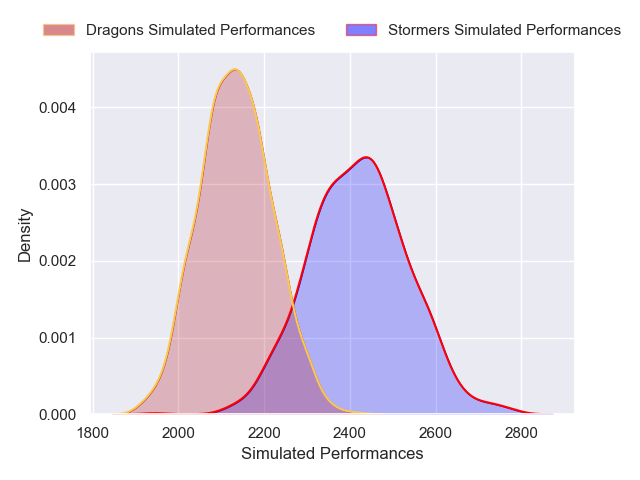 Dragons Simulated Performances Stormers Simulated Performances
0.004
0.003
0.002
0.001
0.000
Density
1800 2000 2200 2400 2600 2800
Simulated Performances